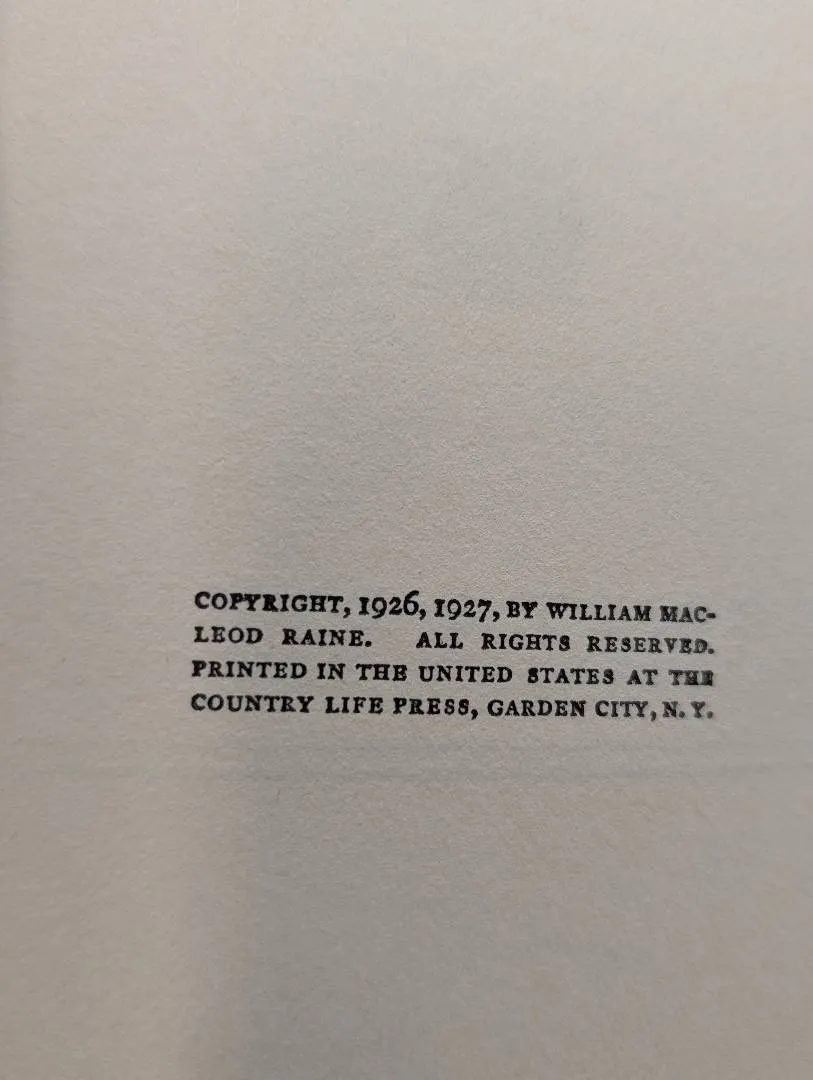 COPYRIGHT, 1926, 1927, BY WILLIAM MAC-
LEOD RAINE. ALL RIGHTS RESERVED.
PRINTED IN THE UNITED STATES AT THE
COUNTRY LIFE PRESS, GARDEN CITY, N. Y.